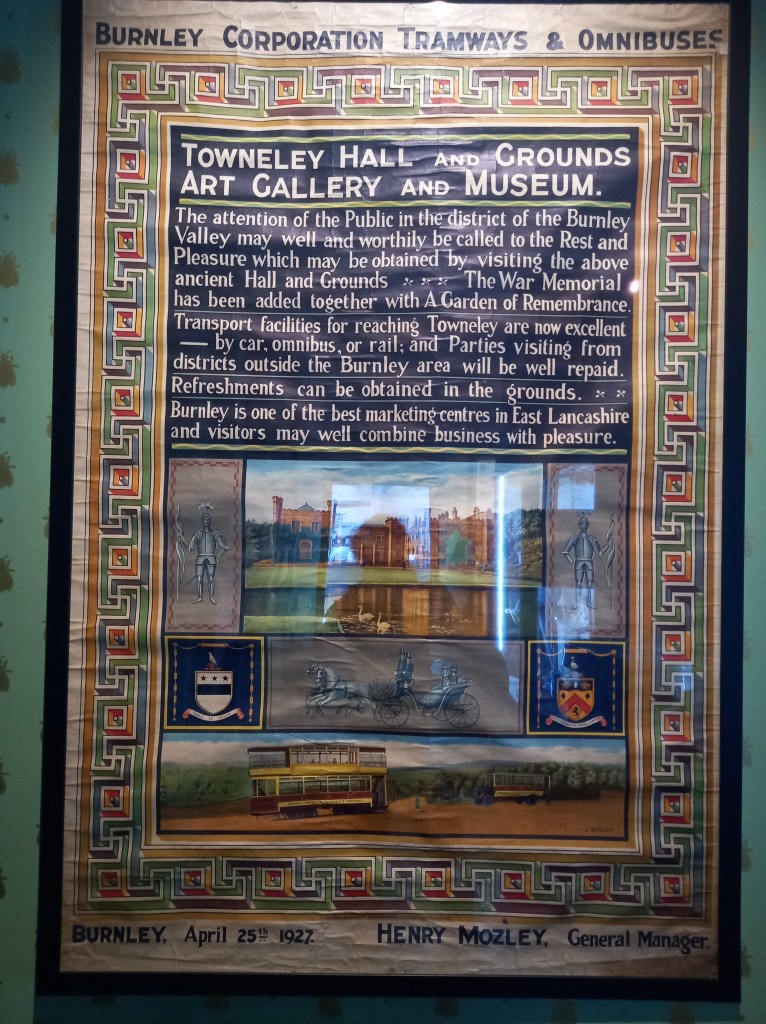 BURNLEY CORPORATION TRAMWAYS & OMNIBUSES
TOWNELEY HALL AND GROUNDS
ART GALLERY AND MUSEUM.
The attention of the Public in the district of the Burnley
Valley may well and worthily be called to the Rest and
Pleasure which may be obtained by visiting the above
ancient Hall and Grounds The War Memorial
has been added together with A Garden of Remembrance.
Transport facilities for reaching Towneley are now excellent
— by car, omnibus, or rail; and Parties visiting from
districts outside the Burnley area will be well repaid.
Refreshments can be obtained in the grounds.
Burnley is one of the best marketing centres in East Lancashire
and visitors may well combine business with pleasure.
J. WALSH
BURNLEY, April 25th 1927. HENRY MOZLEY, General Manager.